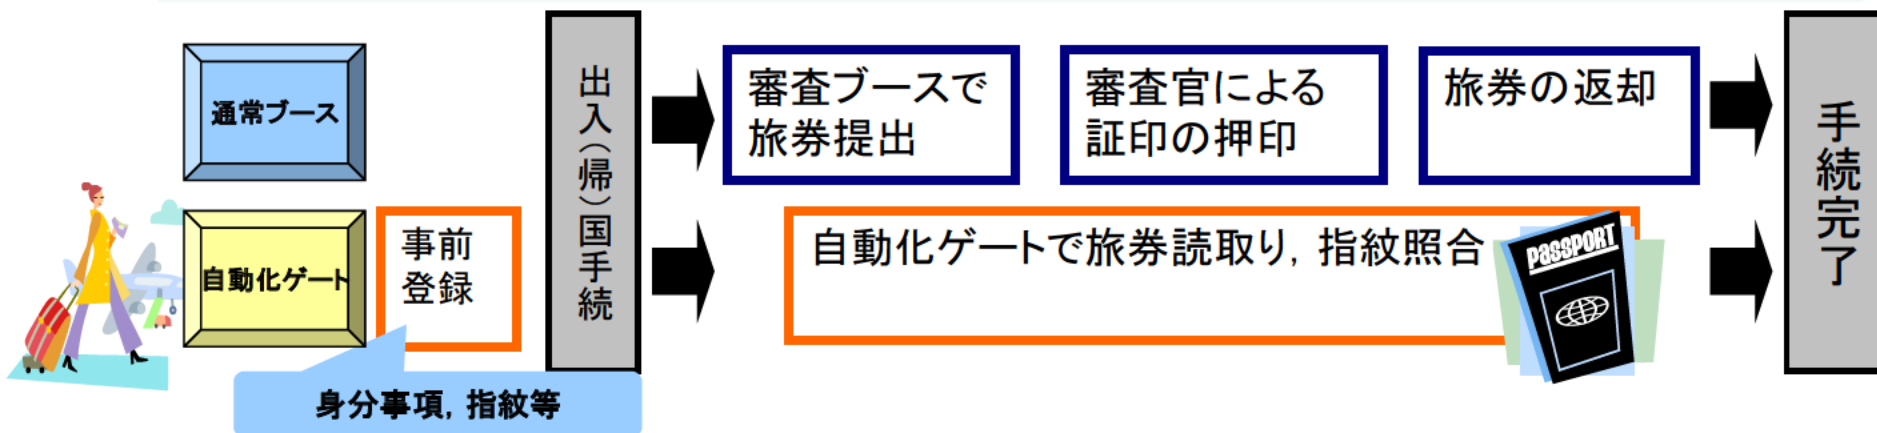 通常ブース
自動化ゲート
事前
登録
身分事項, 指紋等
出入(帰)国手続
審査ブースで
旅券提出
審査官による
証印の押印
旅券の返却
自動化ゲートで旅券読取り, 指紋照合
PASSPORT
手続完了